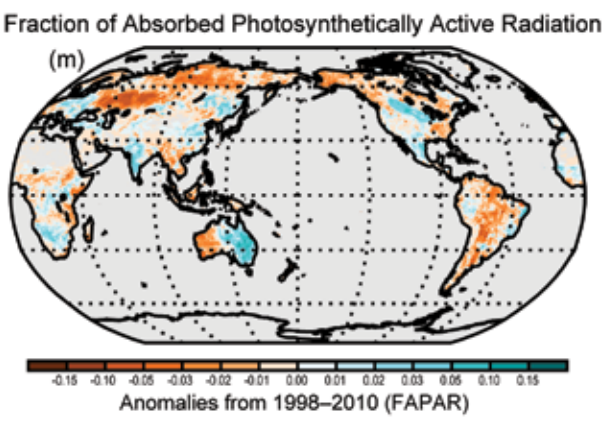 Fraction of Absorbed Photosynthetically Active Radiation
(m)
-0.15 -0.10 -0.05 -0.03 -0.02 -0.01 0.00 0.01 0.02 0.03 0.05 0.10 0.15
Anomalies from 1998–2010 (FAPAR)